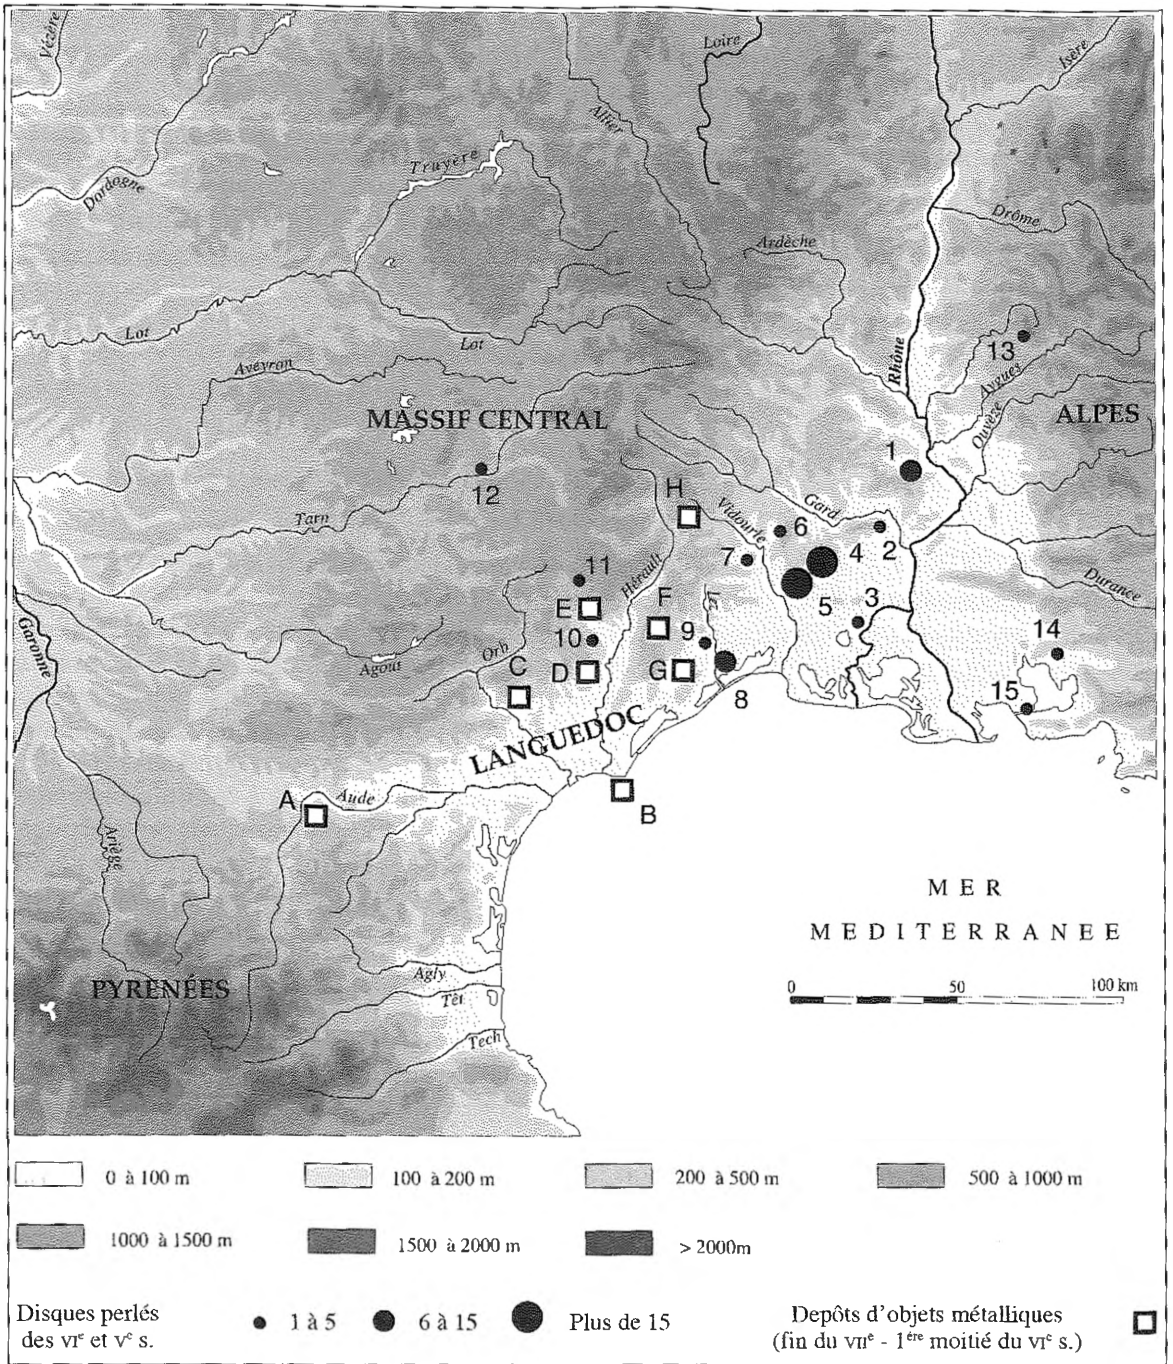 Vézère
Loire
Isère
Allier
Truyère
Dordogne
Drôme
Ardèche
Lot
Lot
Rhône
13
Aveyron
Aygues
MASSIF CENTRAL
Ouvèze
ALPES
1
12
H
Gard
Tarn
Vidourle
6
4
2
7
11
Hérault
Durance
E
F
5
3
Garonne
14
Orb
10
9
Agout
C
D
G
15
8
LANGUEDOC
A
Aude
B
Ariège
MER
MEDITERRANEE
Agly
PYRÉNÉES
0 50 100 km
Têt
Tech
0 à 100 m 100 à 200 m 200 à 500 m 500 à 1000 m
1000 à 1500 m 1500 à 2000 m > 2000m
Disques perlés 1 à 5 6 à 15 Plus de 15 Depôts d'objets métalliques
des VIe et Ve s. (fin du VIIe - 1ére moitié du VIe s.)